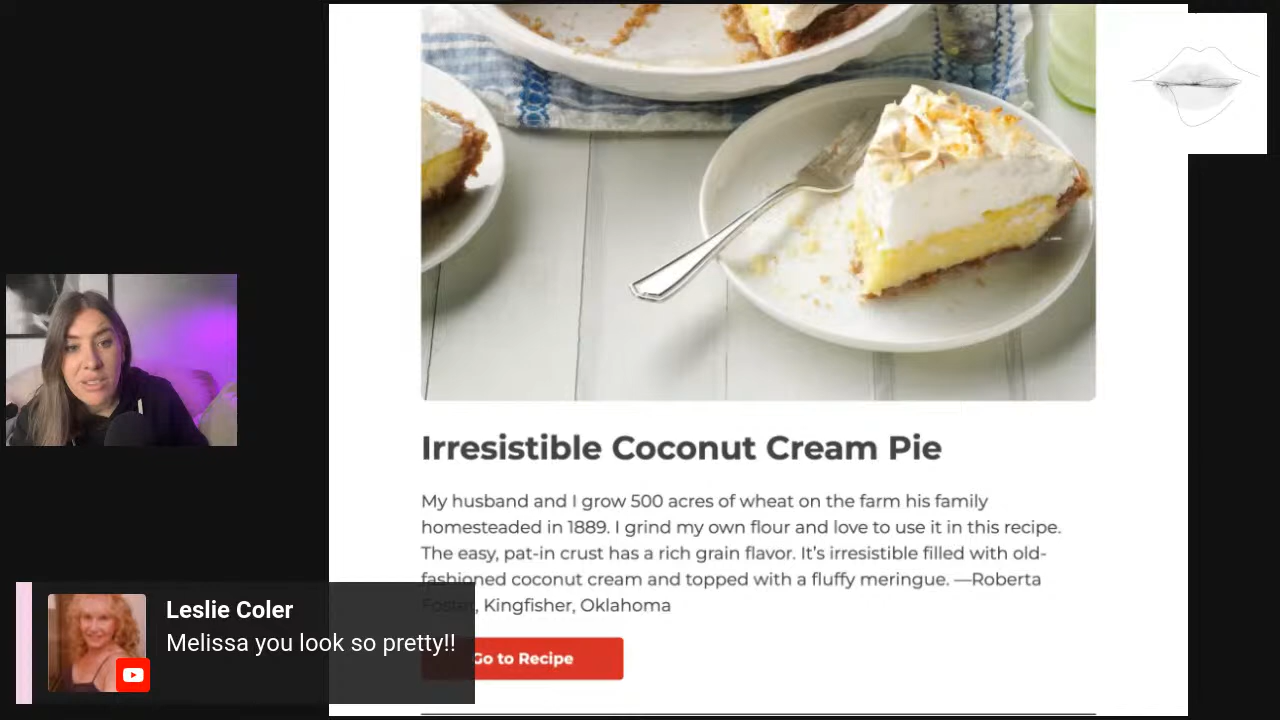 Irresistible Coconut Cream Pie
My husband and I grow 500 acres of wheat on the farm his family
homesteaded in 1889. I grind my own flour and love to use it in this recipe.
The easy, pat-in crust has a rich grain flavor. It's irresistible filled with old-
fashioned coconut cream and topped with a fluffy meringue. —Roberta
Foster, Kingfisher, Oklahoma
Go to Recipe
Leslie Coler
Melissa you look so pretty!!